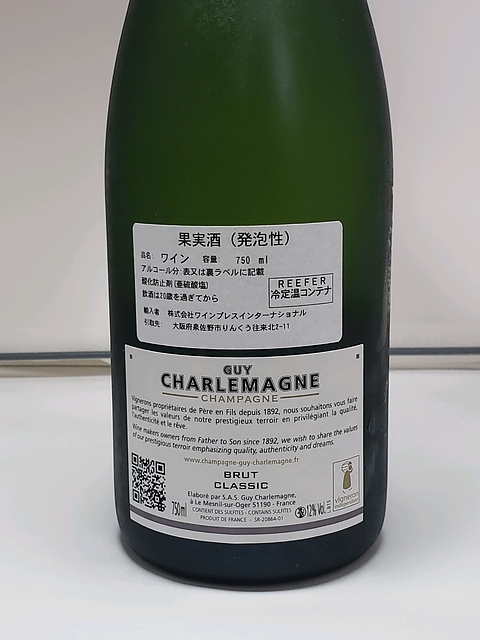 果実酒（発泡性）
品名: ワイン 容量: 750 ml
アルコール分:表又は裏ラベルに記載
酸化防止剤(亜硫酸塩)
飲酒は20歳を過ぎてから
REEFER
冷定温コンテナ
輸入者 株式会社ワインプレスインターナショナル
引取先: 大阪府泉佐野市りんくう往来北2-11
GUY
CHARLEMAGNE
CHAMPAGNE
Vignerons propriétaires de Père en Fils depuis 1892, nous souhaitons vous faire
partager les valeurs de notre prestigieux terroir en privilégiant la qualité,
l'authenticité et le rêve.
Wine makers owners from Father to Son since 1892, we wish to share the values
of our prestigious terroir emphasizing quality, authenticity and dreams.
www.champagne-guy-charlemagne.fr
BRUT
CLASSIC
Elaboré par S.A.S. Guy Charlemagne,
à Le Mesnil-sur-Oger 51190 - France
CONTIENT DES SULFITES - CONTAINS SULFITES
PRODUIT DE FRANCE - SR-20864-01
750ml
12% Vol.
vigneron
indépendant